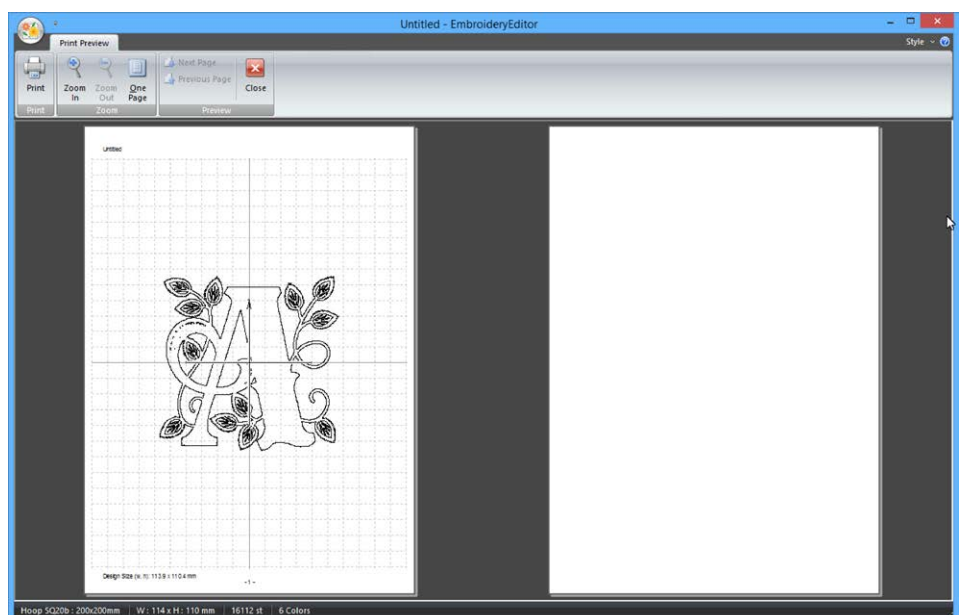 Untitled - EmbroideryEditor
Print Preview
Style
Print
Zoom In
Zoom Out
One Page
Next Page
Previous Page
Close
Print
Zoom
Preview
Untitled
Design Size (w, h): 113.9 x 110.4 mm
-1-
Hoop SQ20b : 200x200mm
W : 114 x H : 110 mm
16112 st
6 Colors